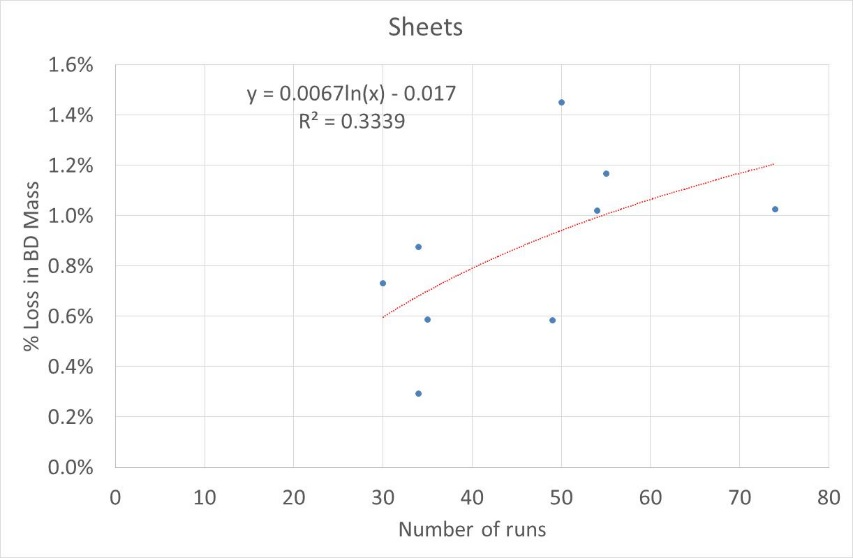 Sheets
y = 0.0067ln(x) - 0.017
R² = 0.3339
% Loss in BD Mass
1.6%
1.4%
1.2%
1.0%
0.8%
0.6%
0.4%
0.2%
0.0%
0 10 20 30 40 50 60 70 80
Number of runs